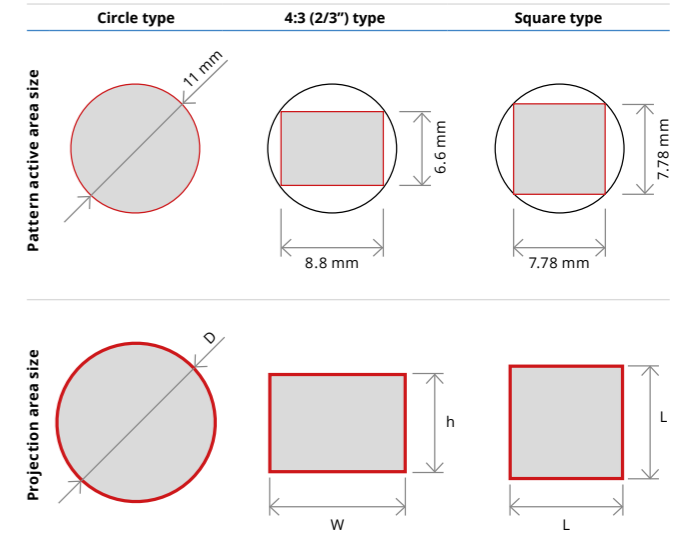 Circle type
4:3 (2/3”) type
Square type
Pattern active area size
11 mm
6.6 mm
8.8 mm
7.78 mm
7.78 mm
Projection area size
D
h
W
L
L